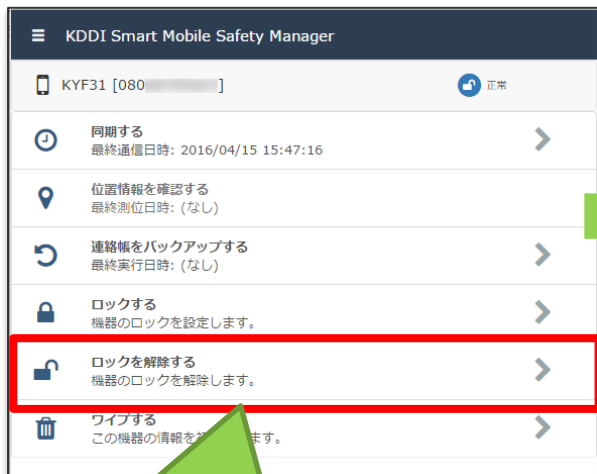 KDDI Smart Mobile Safety Manager
KYF31 [080 ]
正常
同期する
最終通信日時: 2016/04/15 15:47:16
位置情報を確認する
最終測位日時: (なし)
連絡帳をバックアップする
最終実行日時: (なし)
ロックする
機器のロックを設定します。
ロックを解除する
機器のロックを解除します。
ワイプする
この機器の情報を ます。